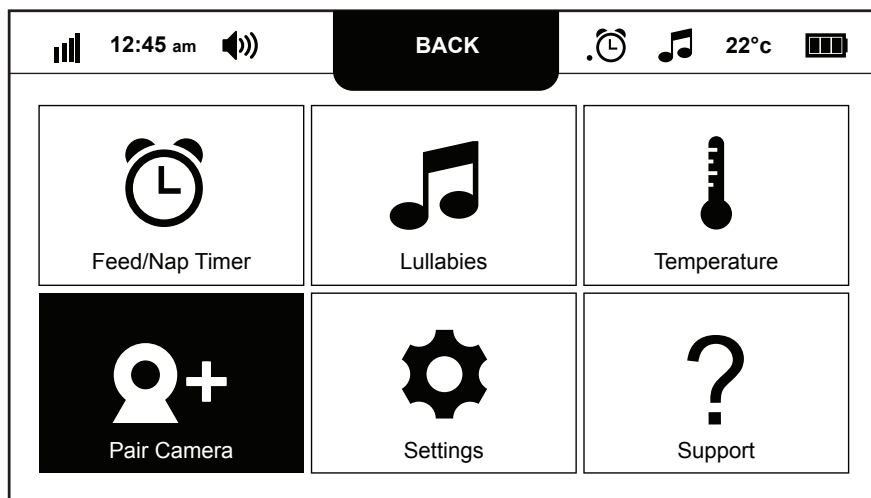 12:45 am BACK 22°c
Feed/Nap Timer Lullabies Temperature
Pair Camera Settings Support